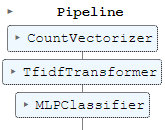 Pipeline
CountVectorizer
TfidfTransformer
MLPClassifier